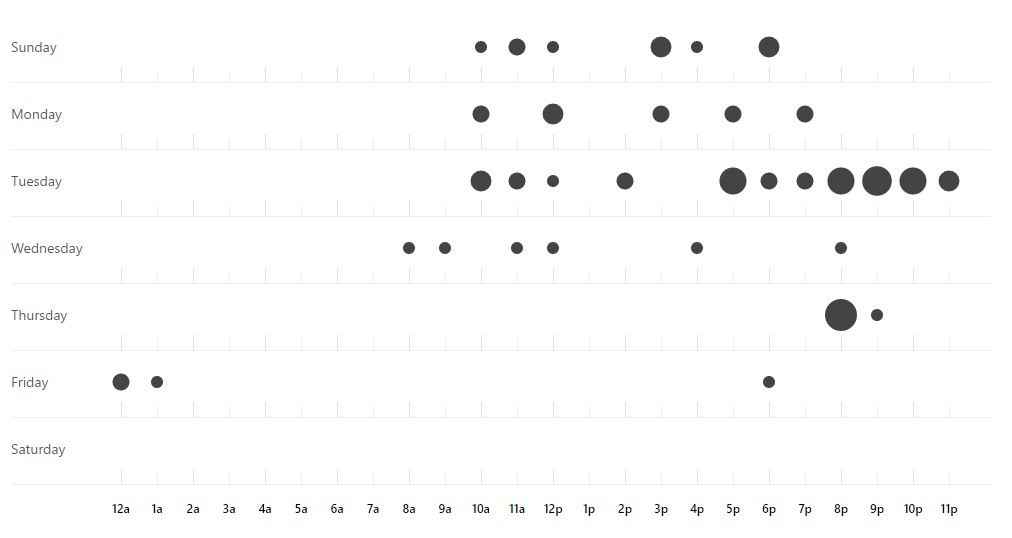 Sunday
Monday
Tuesday
Wednesday
Thursday
Friday
Saturday
12a 1a 2a 3a 4a 5a 6a 7a 8a 9a 10a 11a 12p 1p 2p 3p 4p 5p 6p 7p 8p 9p 10p 11p